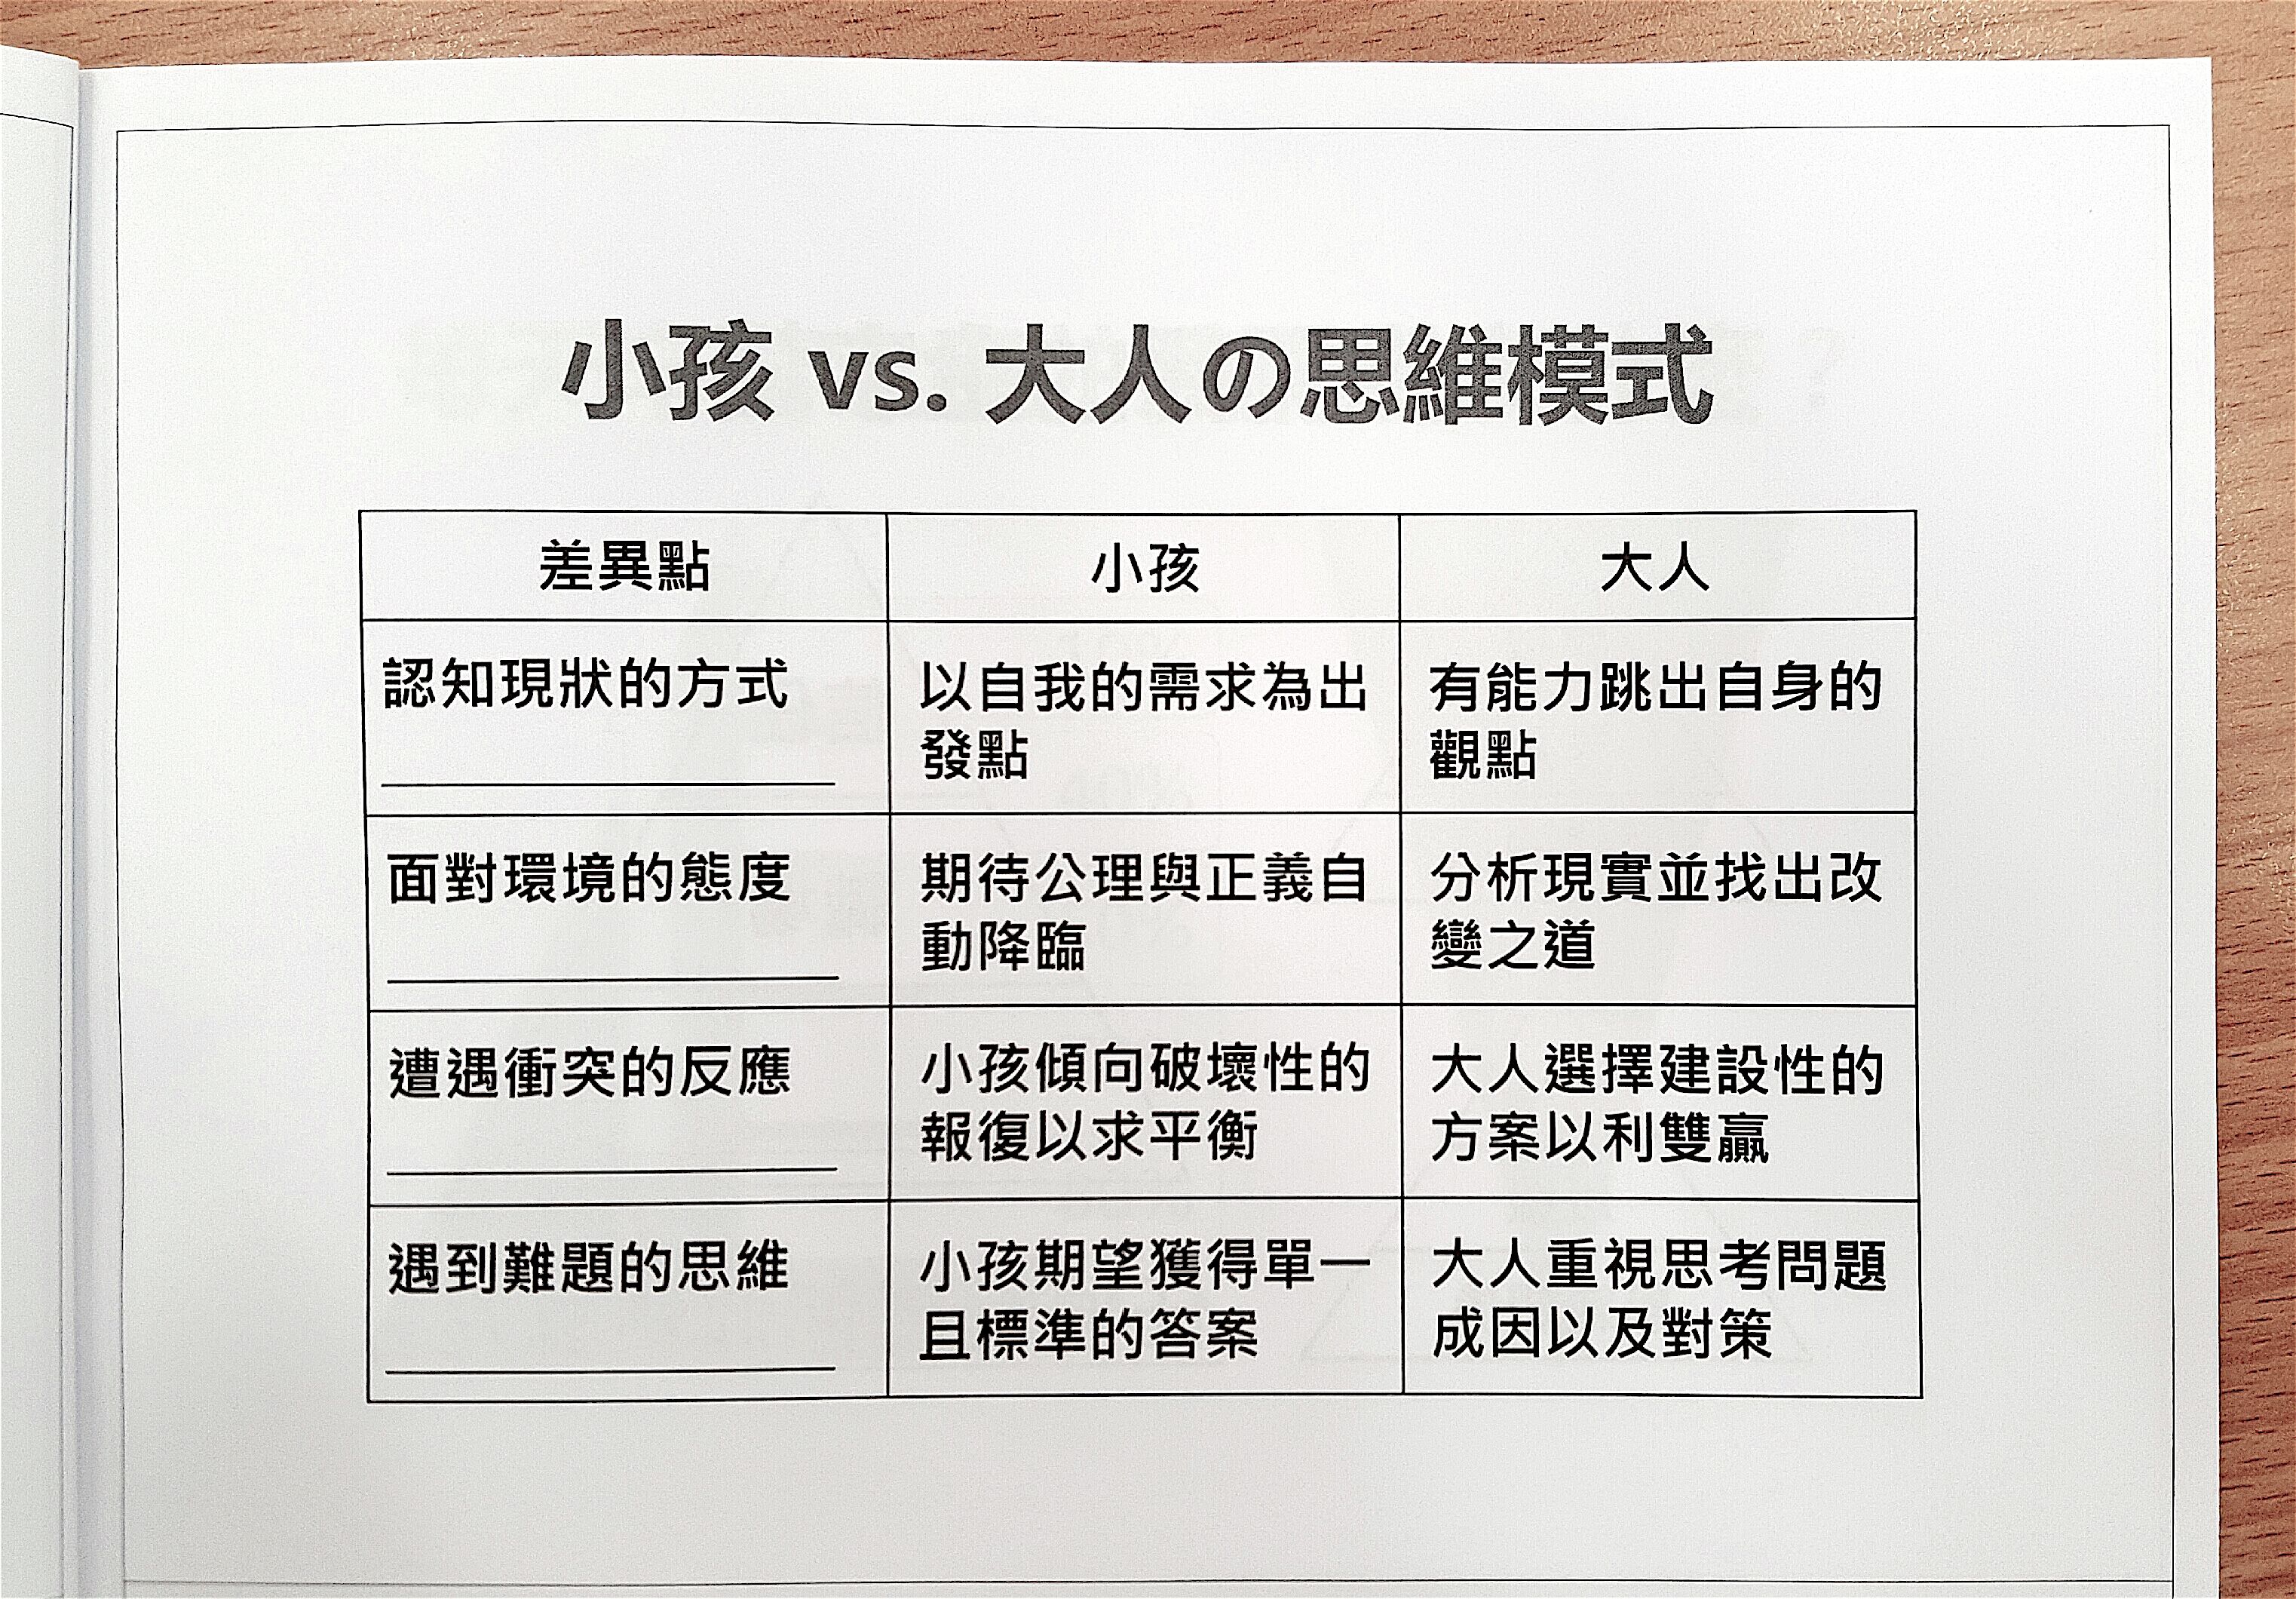 小孩 vs. 大人の思維模式
差異點
小孩
大人
認知現狀的方式
以自我的需求為出
發點
有能力跳出自身的
觀點
面對環境的態度
期待公理與正義自
動降臨
分析現實並找出改
變之道
遭遇衝突的反應
小孩傾向破壞性的
報復以求平衡
大人選擇建設性的
方案以利雙贏
遇到難題的思維
小孩期望獲得單一
且標準的答案
大人重視思考問題
成因以及對策